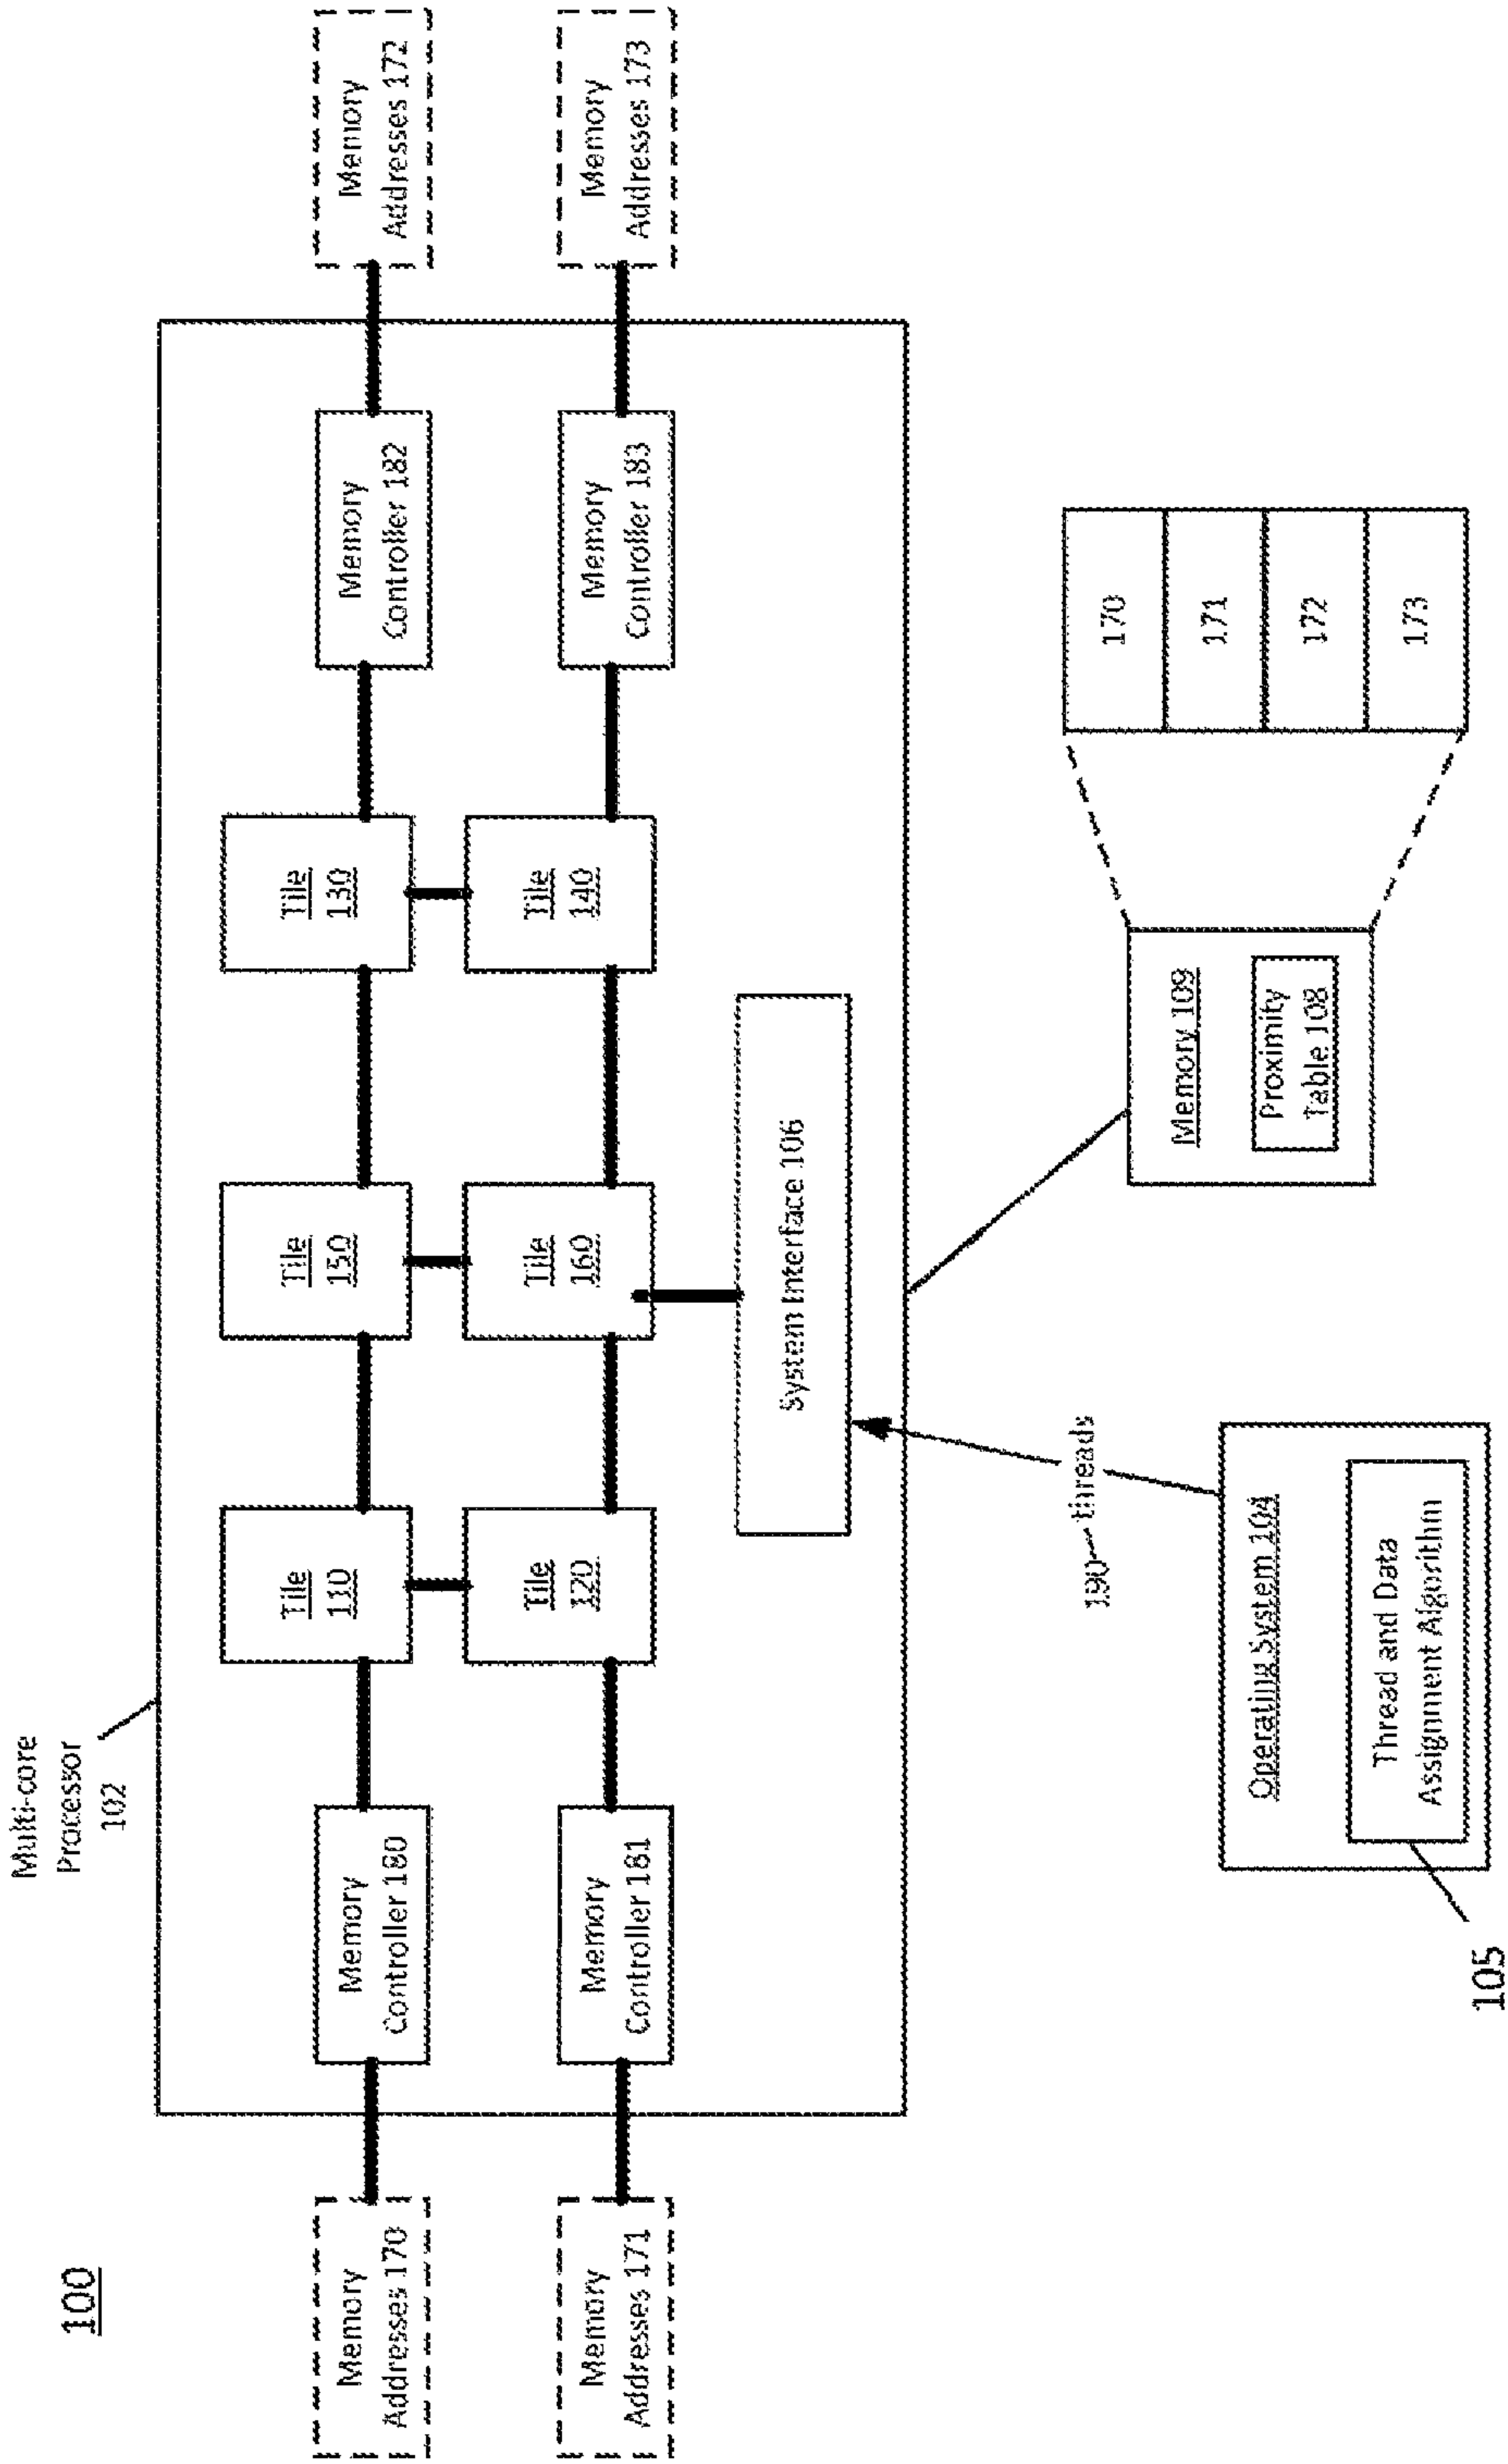 100
Multi-core
Processor
102
Memory
Addresses 170
Memory
Controller 180
Tile
110
Tile
150
Tile
130
Memory
Controller 182
Memory
Addresses 172
Memory
Addresses 171
Memory
Controller 181
Tile
120
Tile
160
Tile
140
Memory
Controller 183
Memory
Addresses 173
System Interface 106
190
threads
Operating System 104
Thread and Data
Assignment Algorithm
105
Memory 109
Proximity
Table 108
170
171
172
173